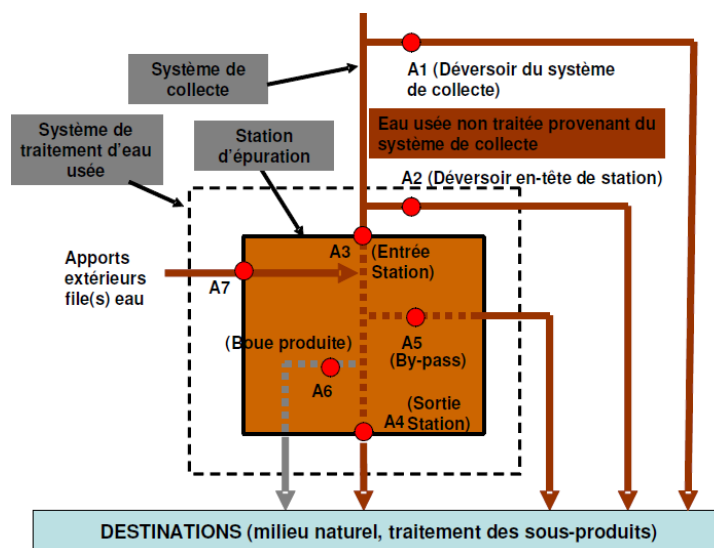 Système de
collecte
A1 (Déversoir du système
de collecte)
Système de
traitement d'eau
usée
Station
d'épuration
Eau usée non traitée provenant du
système de collecte
A2 (Déversoir en-tête de station)
A3
(Entrée
Station)
Apports
extérieurs
file(s) eau
A7
(Boue produite)
A6
A5
(By-pass)
(Sortie
Station)
A4
DESTINATIONS (milieu naturel, traitement des sous-produits)